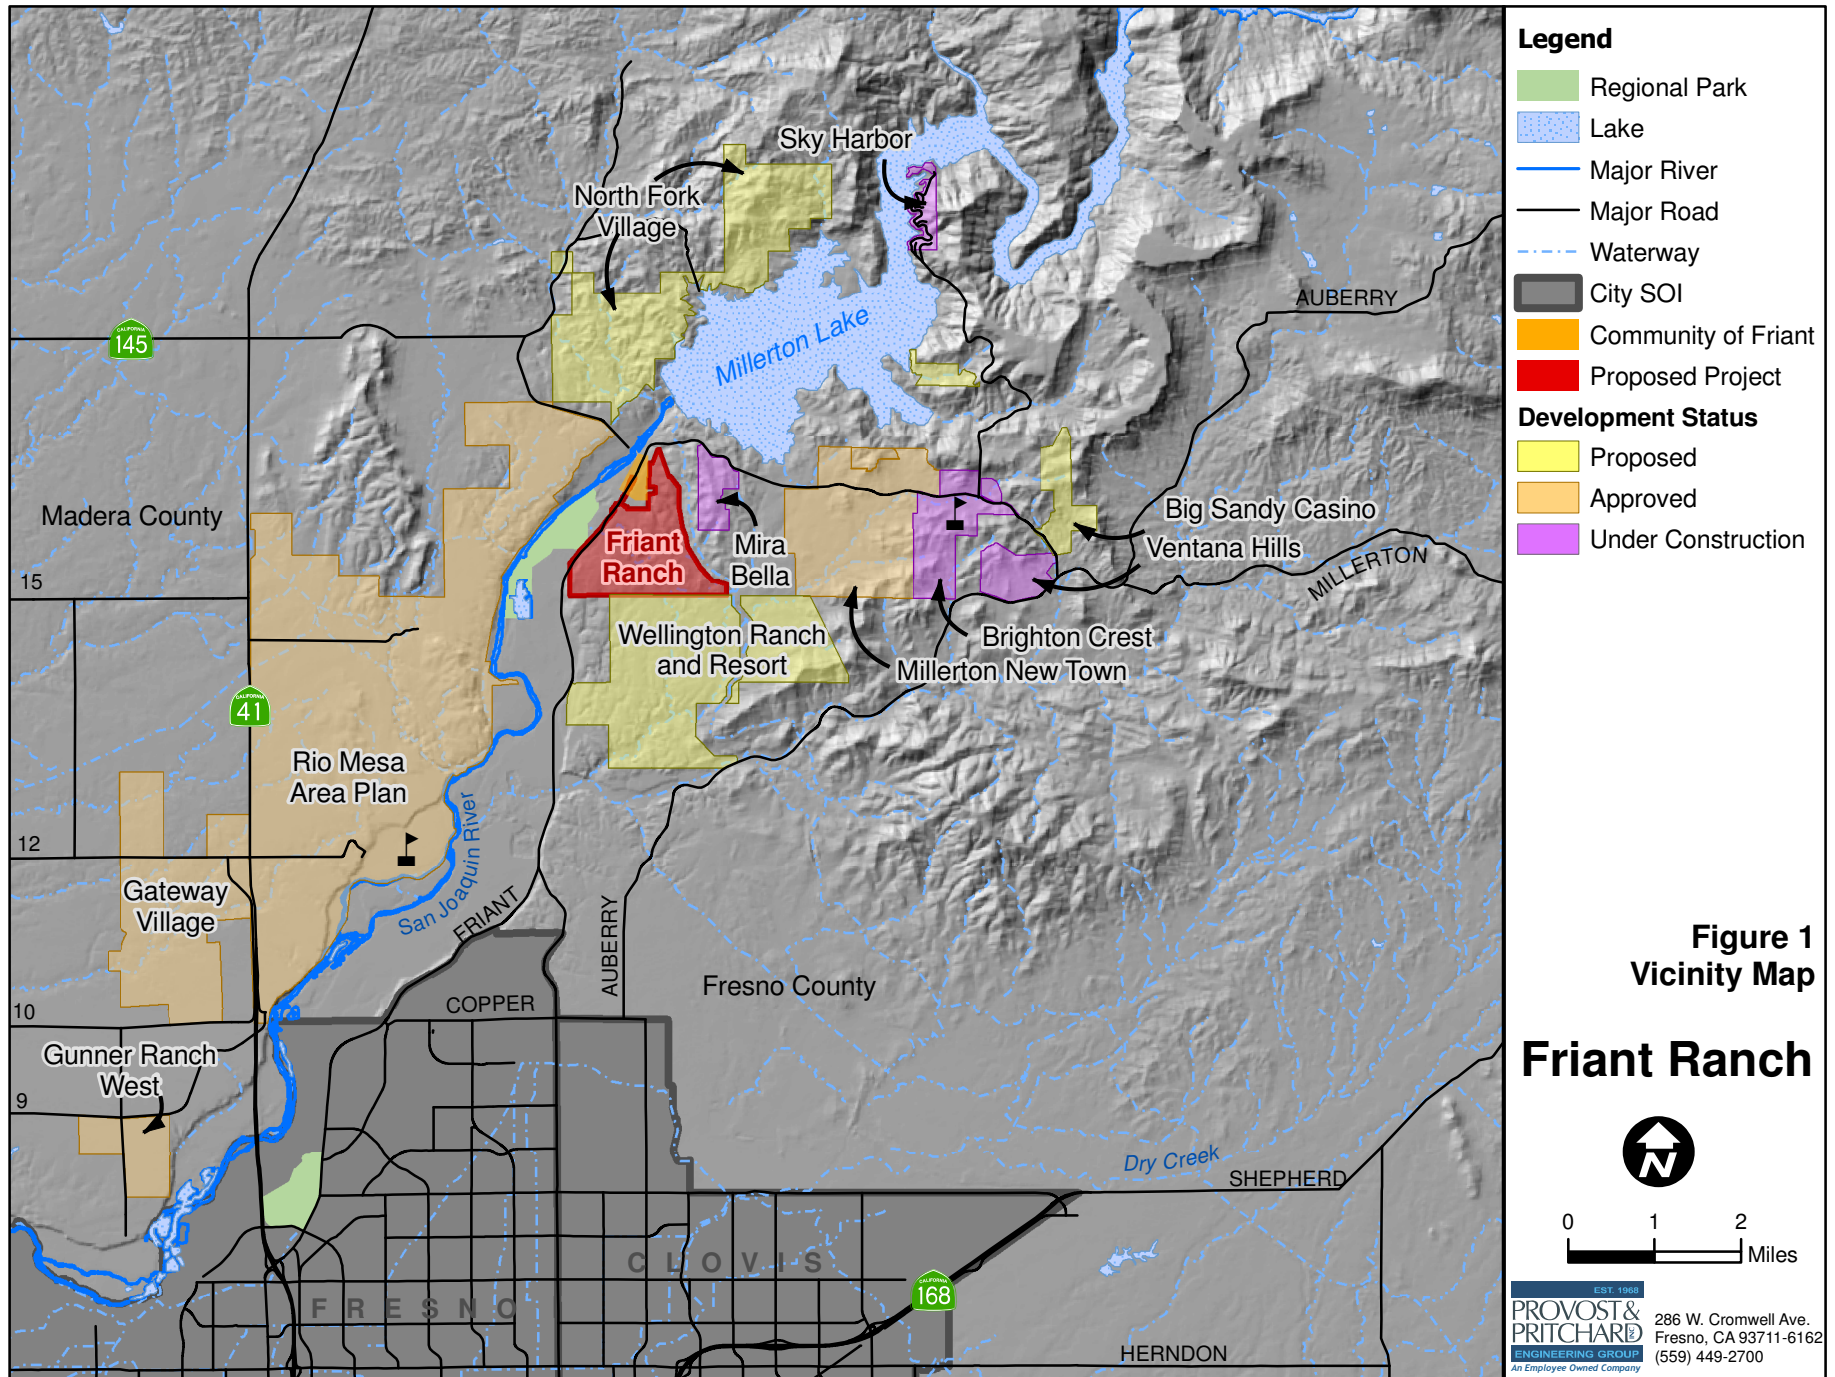 Sky Harbor
North Fork
Village
AUBERRY
CALIFORNIA
145
Millerton Lake
Madera County
Big Sandy Casino
Ventana Hills
MILLERTON
Friant
Ranch
Mira
Bella
15
Wellington Ranch
and Resort
Brighton Crest
Millerton New Town
CALIFORNIA
41
Rio Mesa
Area Plan
12
San Joaquin River
Gateway
Village
FRIANT
AUBERRY
Fresno County
10
COPPER
Gunner Ranch
West
9
Dry Creek
SHEPHERD
CLOVIS
FRESNO
CALIFORNIA
168
HERNDON
Legend
Regional Park
Lake
Major River
Major Road
Waterway
City SOI
Community of Friant
Proposed Project
Development Status
Proposed
Approved
Under Construction
Figure 1
Vicinity Map
Friant Ranch
N
0 1 2
Miles
EST. 1968
PROVOST &
PRITCHARD INC
ENGINEERING GROUP
An Employee Owned Company
286 W. Cromwell Ave.
Fresno, CA 93711-6162
(559) 449-2700